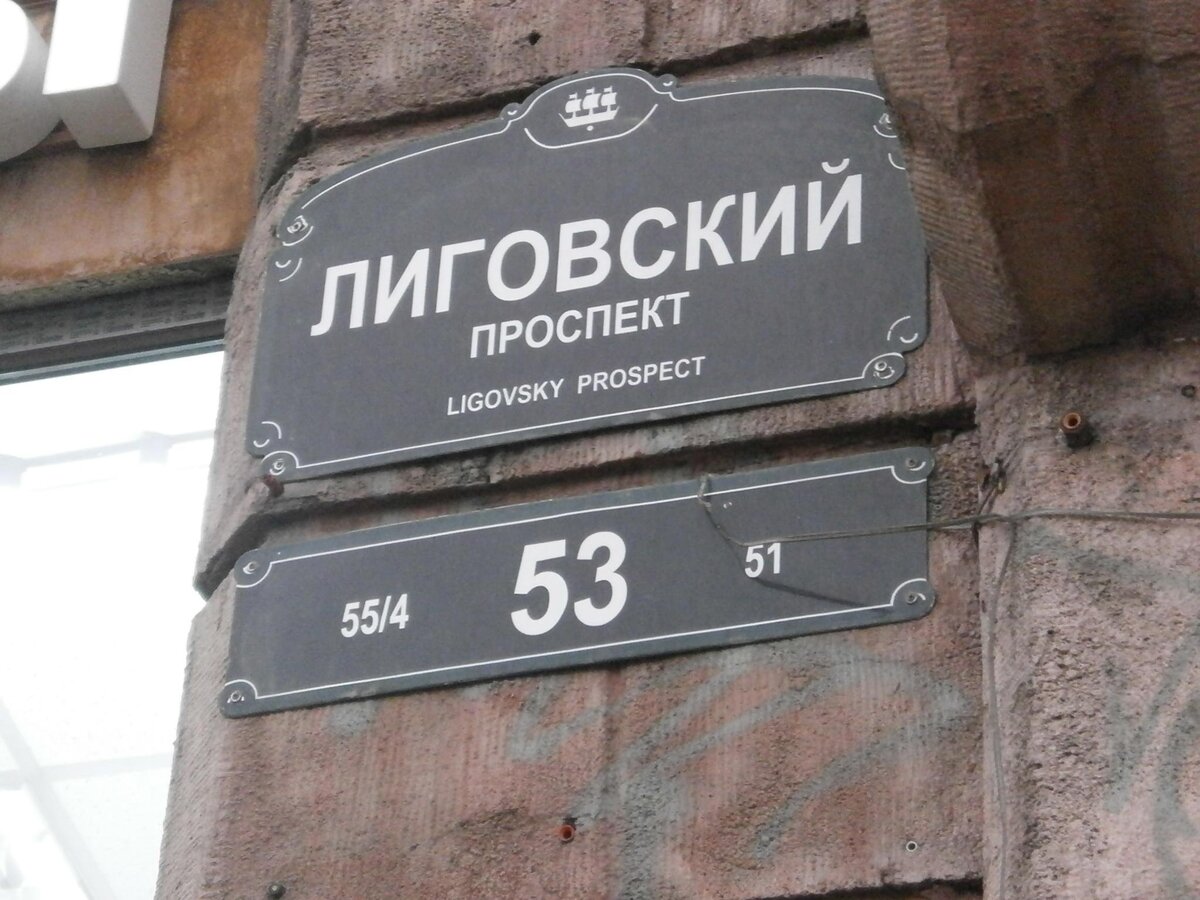 ЛИГОВСКИЙ
ПРОСПЕКТ
LIGOVSKY PROSPECT
55/4 53 51